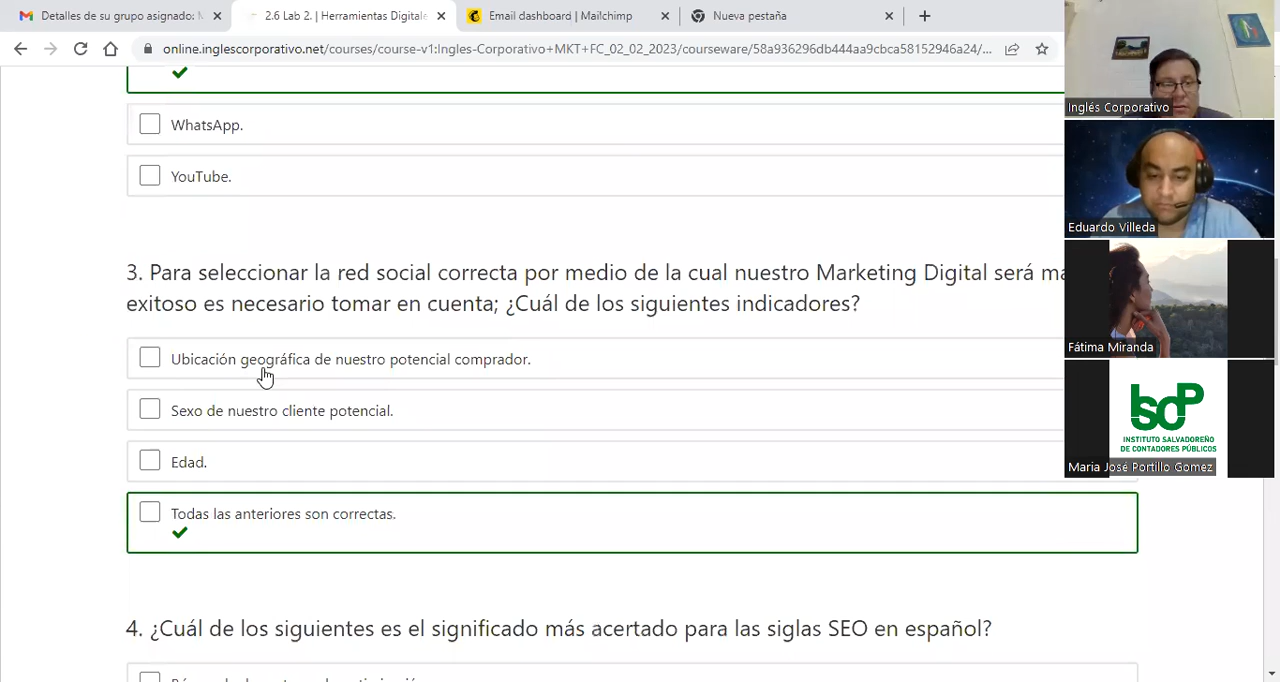 Detalles de su grupo asignado: M
2.6 Lab 2. | Herramientas Digitale
Email dashboard | Mailchimp
Nueva pestaña
online.inglescorporativo.net/courses/course-v1:Ingles-Corporativo+MKT+FC_02_02_2023/courseware/58a936296db444aa9cbca58152946a24/...
WhatsApp.
YouTube.
3. Para seleccionar la red social correcta por medio de la cual nuestro Marketing Digital será
exitoso es necesario tomar en cuenta; ¿Cuál de los siguientes indicadores?
Ubicación geográfica de nuestro potencial comprador.
Sexo de nuestro cliente potencial.
Edad.
Todas las anteriores son correctas.
4. ¿Cuál de los siguientes es el significado más acertado para las siglas SEO en español?
Inglés Corporativo
Eduardo Villeda
Fátima Miranda
ISCP
INSTITUTO SALVADOREÑO
DE CONTADORES PÚBLICOS
Maria José Portillo Gomez